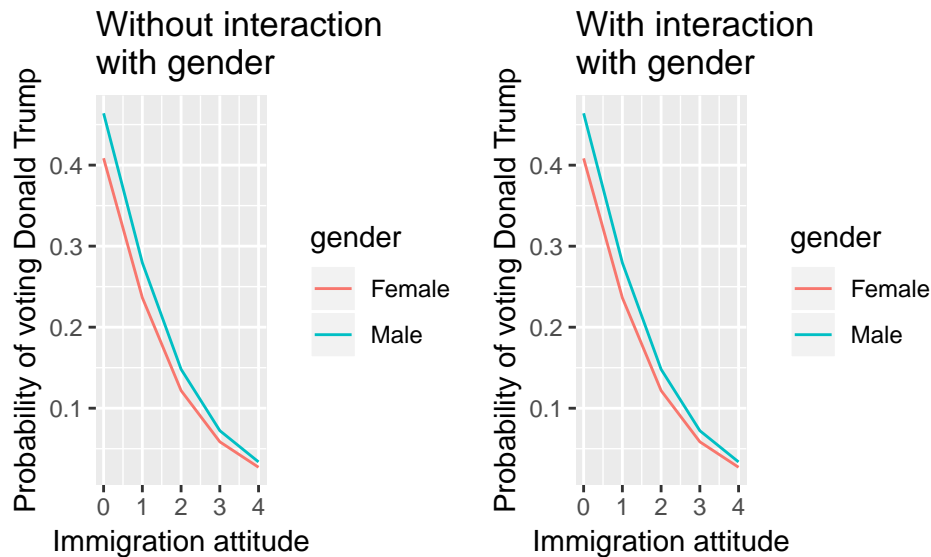 Without interaction
with gender
Probability of voting Donald Trump
0.4
0.3
0.2
0.1
0 1 2 3 4
Immigration attitude
gender
Female
Male
With interaction
with gender
Probability of voting Donald Trump
0.4
0.3
0.2
0.1
0 1 2 3 4
Immigration attitude
gender
Female
Male